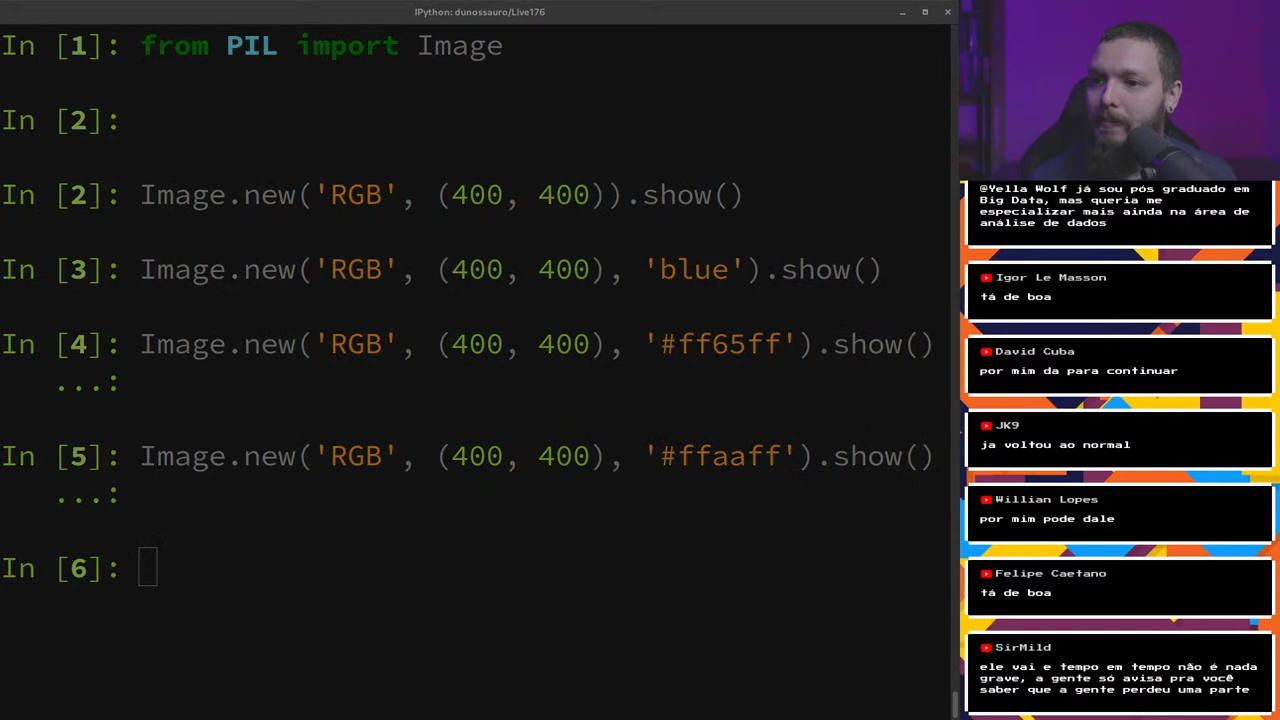 IPython: dunossauro/Live176
In [1]: from PIL import Image
In [2]:
In [2]: Image.new('RGB', (400, 400)).show()
In [3]: Image.new('RGB', (400, 400), 'blue').show()
In [4]: Image.new('RGB', (400, 400), '#ff65ff').show()
...:
In [5]: Image.new('RGB', (400, 400), '#ffaaff').show()
...:
In [6]:
@Yella Wolf já sou pós graduado em
Big Data, mas queria me
especializar mais ainda na área de
análise de dados
Igor Le Masson
tá de boa
David Cuba
por mim da para continuar
JK9
ja voltou ao normal
Willian Lopes
por mim pode dale
Felipe Caetano
tá de boa
SirMild
ele vai e tempo em tempo não é nada
grave, a gente só avisa pra você
saber que a gente perdeu uma parte